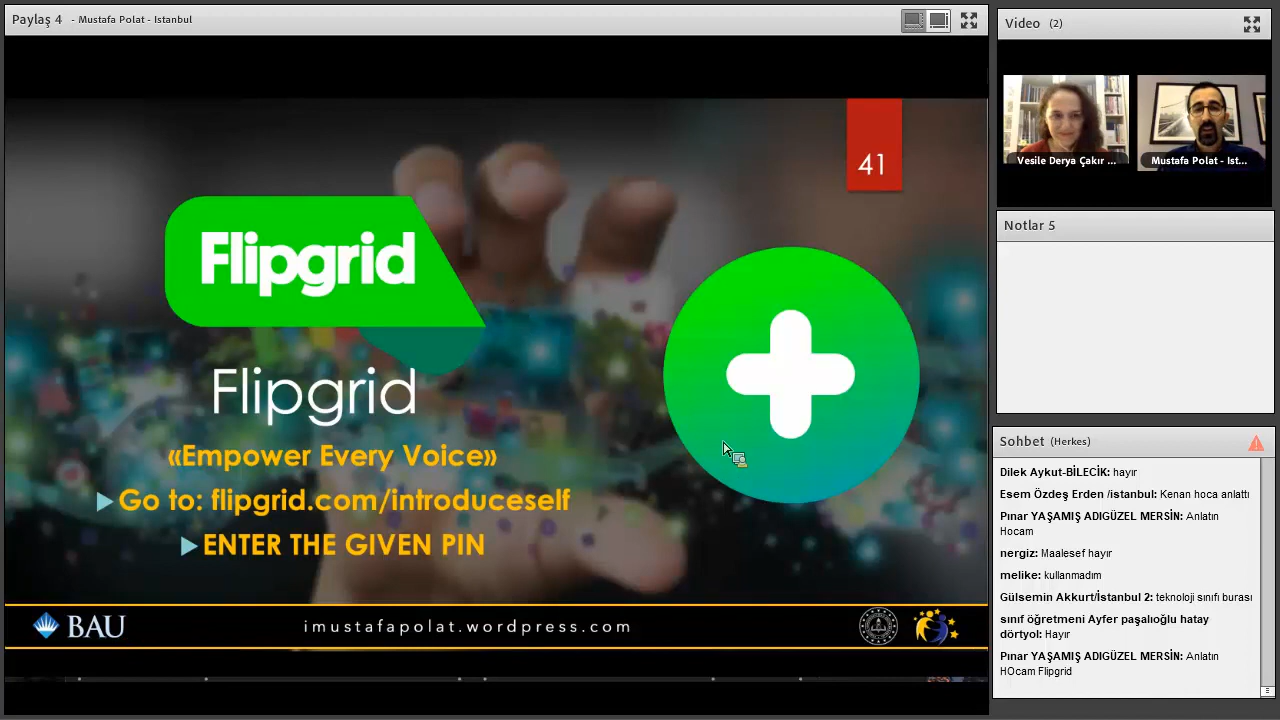 Paylaş 4 - Mustafa Polat - Istanbul
41
Flipgrid
Flipgrid
«Empower Every Voice»
Go to: flipgrid.com/introduceself
ENTER THE GIVEN PIN
BAU
imustafapolat.wordpress.com
Video (2)
Vesile Derya Çakır ...
Mustafa Polat - Ist...
Notlar 5
Sohbet (Herkes)
Dilek Aykut-BİLECİK: hayır
Esem Özdeş Erden /istanbul: Kenan hoca anlattı
Pınar YAŞAMIŞ ADIGÜZEL MERSİN: Anlatın
Hocam
nergiz: Maalesef hayır
melike: kullanmadım
Gülsemin Akkurt/İstanbul 2: teknoloji sınıfı burası
sınıf öğretmeni Ayfer paşalıoğlu hatay
dörtyol: Hayır
Pınar YAŞAMIŞ ADIGÜZEL MERSİN: Anlatın
HOcam Flipgrid